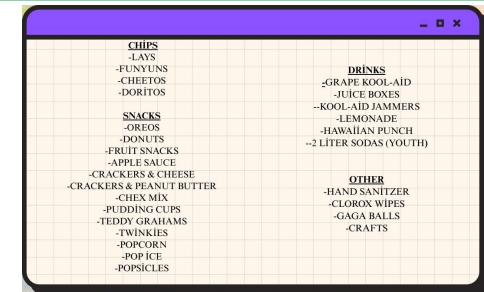 CHİPS
-LAYS
-FUNYUNS
-CHEETOS
-DORİTOS
SNACKS
-OREOS
-DONUTS
-FRUİT SNACKS
-APPLE SAUCE
-CRACKERS & CHEESE
-CRACKERS & PEANUT BUTTER
-CHEX MİX
-PUDDİNG CUPS
-TEDDY GRAHAMS
-TWİNKİES
-POPCORN
-POP İCE
-POPSİCLES
DRİNKS
-GRAPE KOOL-AİD
-JUİCE BOXES
--KOOL-AİD JAMMERS
-LEMONADE
-HAWAİİAN PUNCH
--2 LİTER SODAS (YOUTH)
OTHER
-HAND SANİTZER
-CLOROX WİPES
-GAGA BALLS
-CRAFTS